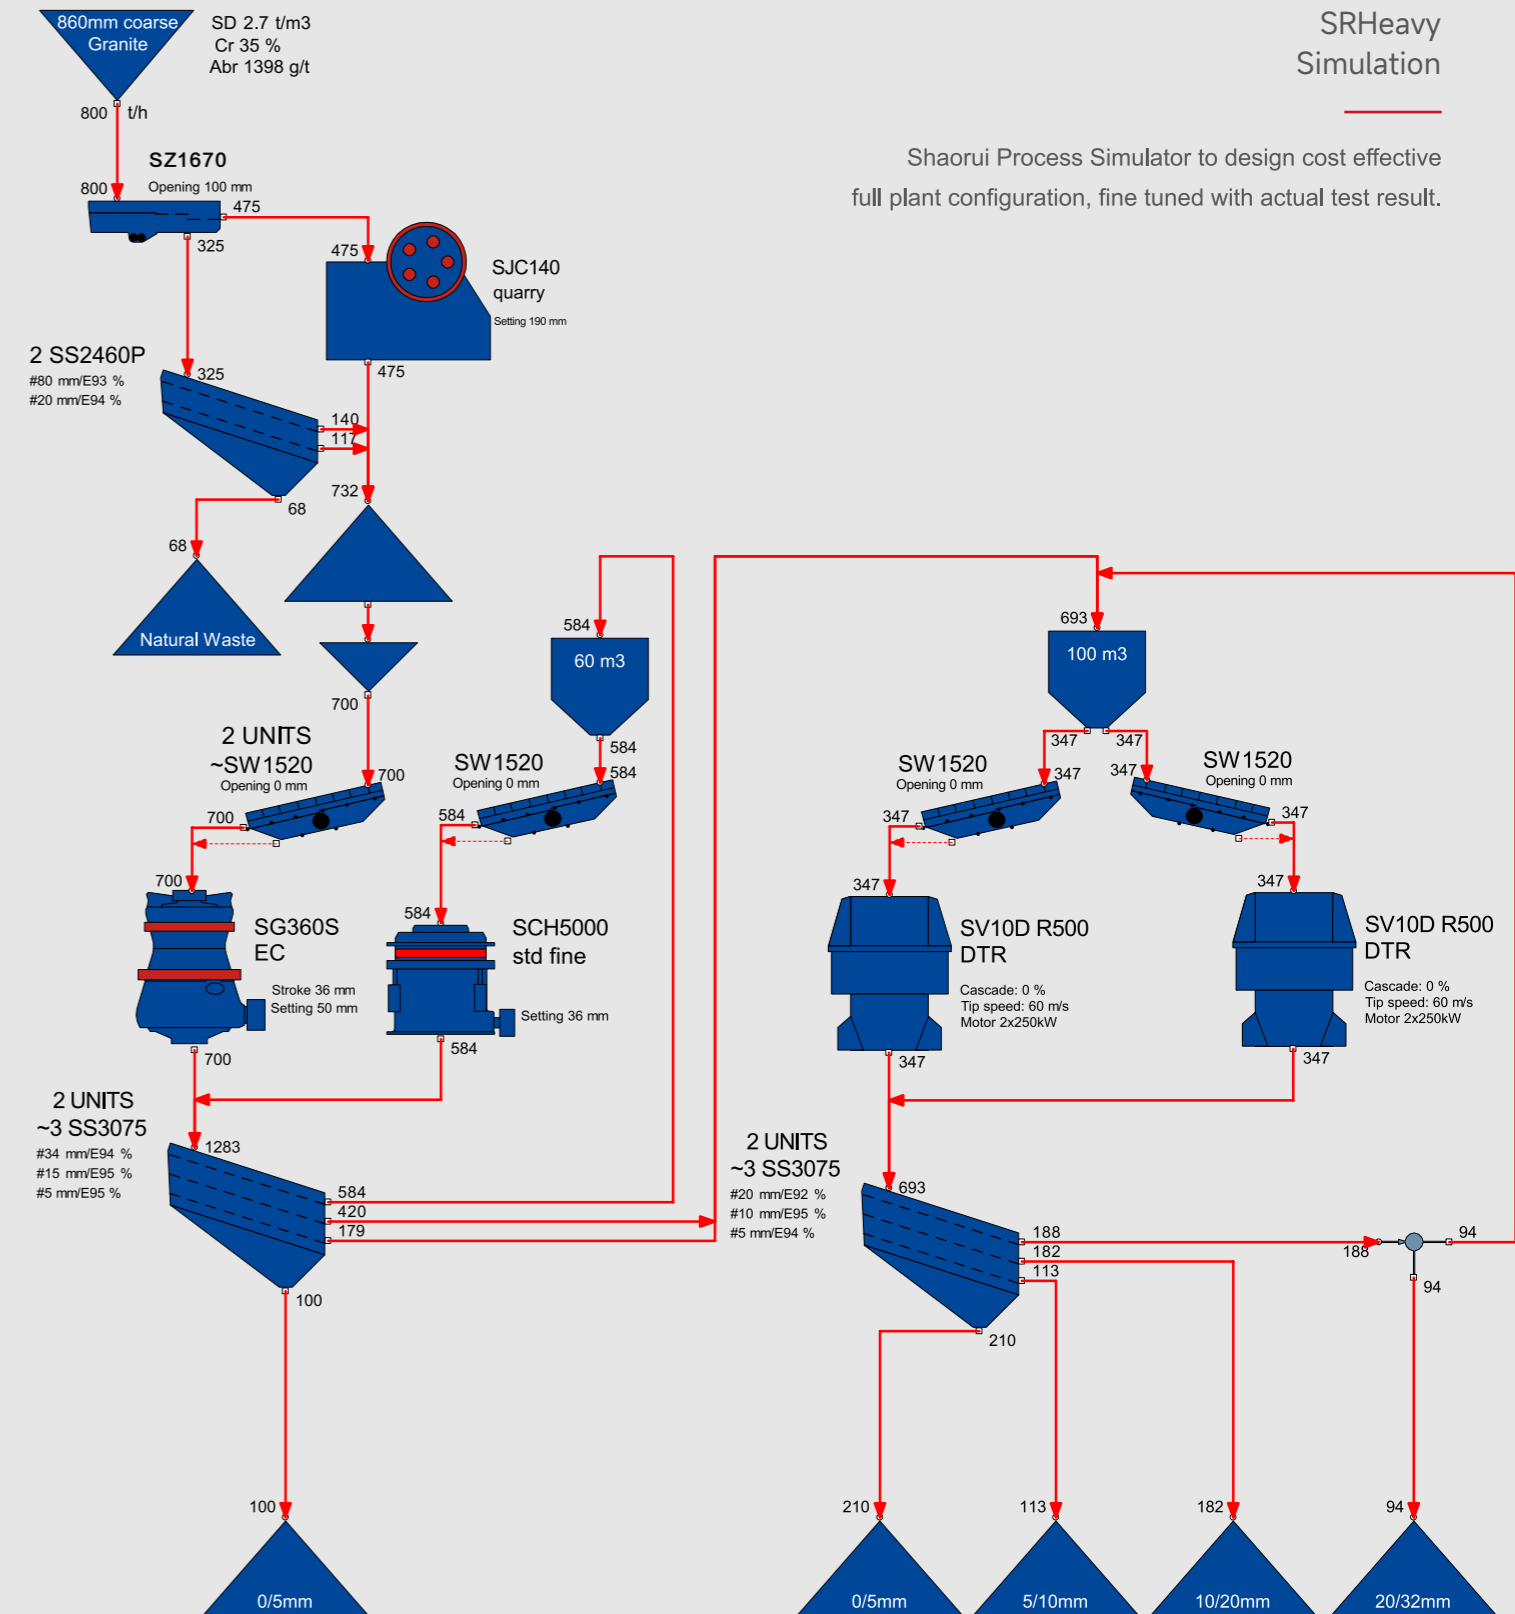 860mm coarse
Granite
SD 2.7 t/m3
Cr 35 %
Abr 1398 g/t
SRHeavy
Simulation
Shaorui Process Simulator to design cost effective
full plant configuration, fine tuned with actual test result.
800 t/h
SZ1670
Opening 100 mm
800
475
325
475
SJC140
quarry
Setting 190 mm
475
2 SS2460P
#80 mm/E93 %
#20 mm/E94 %
325
140
117
68
732
68
Natural Waste
700
584
60 m3
584
693
100 m3
347
347
2 UNITS
~SW1520
Opening 0 mm
700
700
SW1520
Opening 0 mm
584
584
SW1520
Opening 0 mm
347
347
SW1520
Opening 0 mm
347
347
700
SG360S
EC
Stroke 36 mm
Setting 50 mm
700
584
SCH5000
std fine
Setting 36 mm
584
347
SV10D R500
DTR
Cascade: 0 %
Tip speed: 60 m/s
Motor 2x250kW
347
347
SV10D R500
DTR
Cascade: 0 %
Tip speed: 60 m/s
Motor 2x250kW
347
2 UNITS
~3 SS3075
#34 mm/E94 %
#15 mm/E95 %
#5 mm/E95 %
1283
584
420
179
100
2 UNITS
~3 SS3075
#20 mm/E92 %
#10 mm/E95 %
#5 mm/E94 %
693
188
182
113
210
188
94
94
100
0/5mm
210
0/5mm
113
5/10mm
182
10/20mm
94
20/32mm